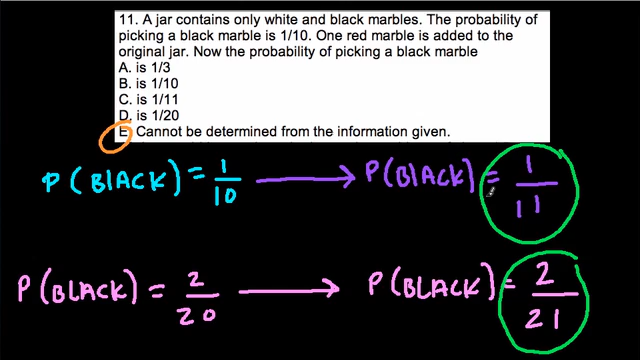 11. A jar contains only white and black marbles. The probability of
picking a black marble is 1/10. One red marble is added to the
original jar. Now the probability of picking a black marble
A. is 1/3
B. is 1/10
C. is 1/11
D. is 1/20
E. Cannot be determined from the information given.
P(BLACK) = 1/10 → P(BlACK) = 1/11
P(BLACK) = 2/20 → P(BLACK) = 2/21